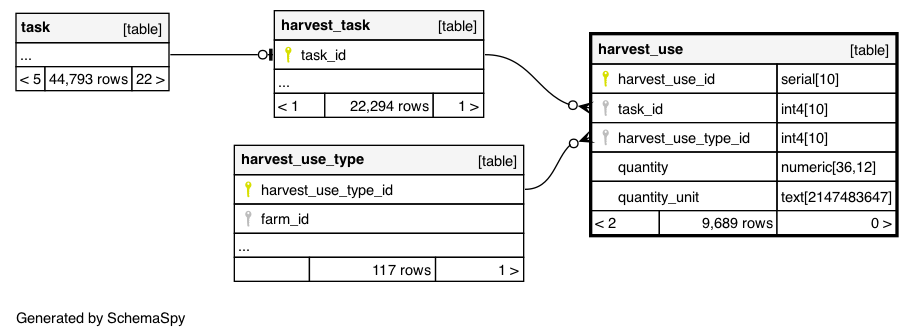 task [table]
...
< 5 44,793 rows 22 >
harvest_task [table]
task_id
...
< 1 22,294 rows 1 >
harvest_use_type [table]
harvest_use_type_id
farm_id
...
117 rows 1 >
harvest_use [table]
harvest_use_id serial[10]
task_id int4[10]
harvest_use_type_id int4[10]
quantity numeric[36,12]
quantity_unit text[2147483647]
< 2 9,689 rows 0 >
Generated by SchemaSpy